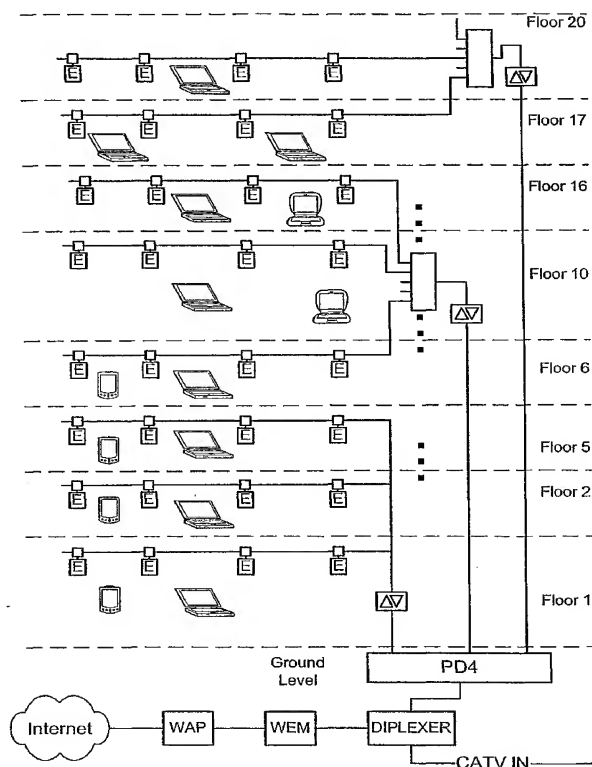 Floor 20
E E E E
Floor 17
E E E E
Floor 16
E E E E
Floor 10
E E E E
Floor 6
E E E E
Floor 5
E E E E
Floor 2
E E E E
Floor 1
E E E E
Ground
Level
PD4
Internet
WAP
WEM
DIPLEXER
CATV IN